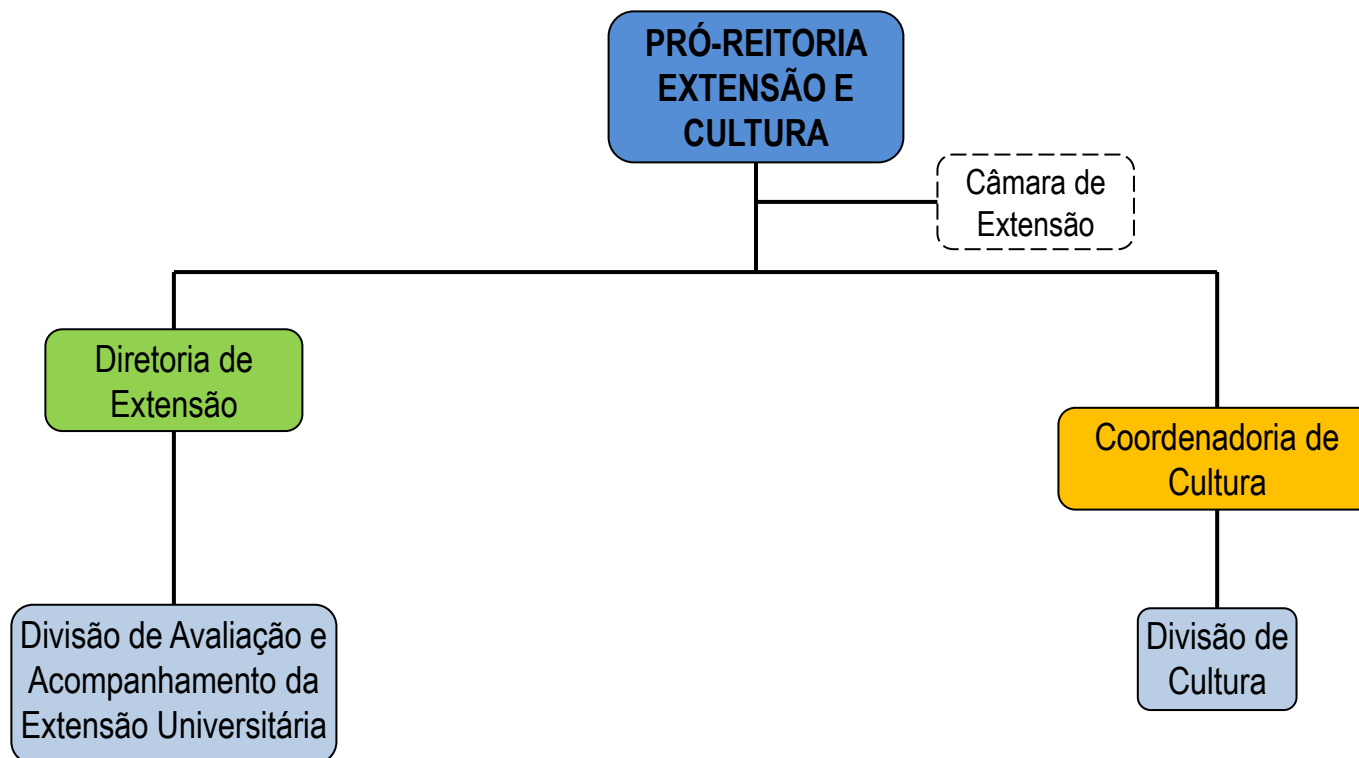 PRÓ-REITORIA
EXTENSÃO E
CULTURA
Câmara de
Extensão
Diretoria de
Extensão
Coordenadoria de
Cultura
Divisão de Avaliação e
Acompanhamento da
Extensão Universitária
Divisão de
Cultura